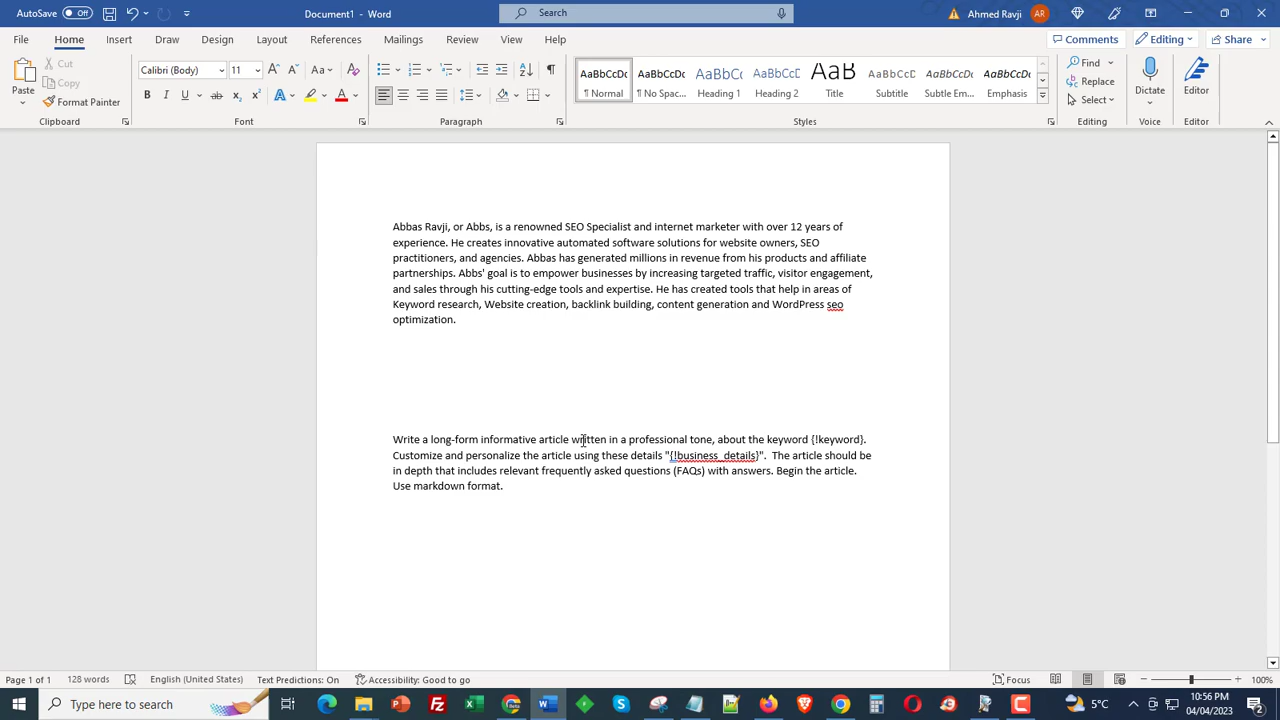 AutoSave Off Document1 - Word Search Ahmed Ravji AR
File Home Insert Draw Design Layout References Mailings Review View Help Comments Editing Share
Paste Cut Copy Format Painter
Calibri (Body) 11
AaBbCcDc AaBbCcDc AaBbCc AaBbCcD AaB AaBbCcD AaBbCcDc AaBbCcDc
¶ Normal ¶ No Spac... Heading 1 Heading 2 Title Subtitle Subtle Em... Emphasis
Find Replace Select
Dictate Editor
Clipboard Font Paragraph Styles Editing Voice Editor
Abbas Ravji, or Abbs, is a renowned SEO Specialist and internet marketer with over 12 years of
experience. He creates innovative automated software solutions for website owners, SEO
practitioners, and agencies. Abbas has generated millions in revenue from his products and affiliate
partnerships. Abbs' goal is to empower businesses by increasing targeted traffic, visitor engagement,
and sales through his cutting-edge tools and expertise. He has created tools that help in areas of
Keyword research, Website creation, backlink building, content generation and WordPress seo
optimization.
Write a long-form informative article written in a professional tone, about the keyword {!keyword}.
Customize and personalize the article using these details "{!business_details}".  The article should be
in depth that includes relevant frequently asked questions (FAQs) with answers. Begin the article.
Use markdown format.
Page 1 of 1 128 words English (United States) Text Predictions: On Accessibility: Good to go Focus 100%
Type here to search 5°C 10:56 PM
04/04/2023